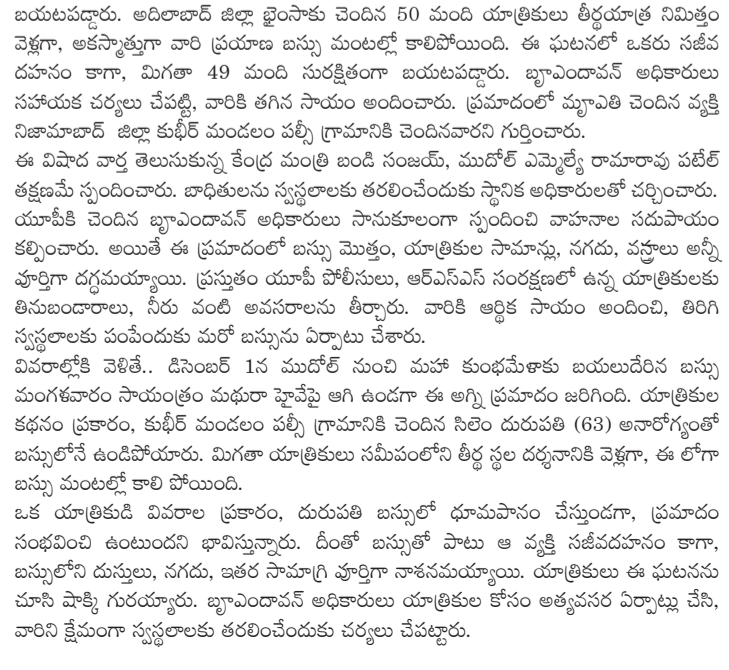 బయటపడ్డారు. అదిలాబాద్ జిల్లా భైంసాకు చెందిన 50 మంది యాత్రికులు తీర్థయాత్ర నిమిత్తం
వెళ్లగా, అకస్మాత్తుగా వారి ప్రయాణ బస్సు మంటల్లో కాలిపోయింది. ఈ ఘటనలో ఒకరు సజీవ
దహనం కాగా, మిగతా 49 మంది సురక్షితంగా బయటపడ్డారు. బృాఎందావన్ అధికారులు
సహాయక చర్యలు చేపట్టి, వారికి తగిన సాయం అందించారు. ప్రమాదంలో మృాఎతి చెందిన వ్యక్తి
నిజామాబాద్ జిల్లా కుభీర్ మండలం పల్సీ గ్రామానికి చెందినవారని గుర్తించారు.
ఈ విషాద వార్త తెలుసుకున్న కేంద్ర మంత్రి బండి సంజయ్, ముదోల్ ఎమ్మెల్యే రామారావు పటేల్
తక్షణమే స్పందించారు. బాధితులను స్వస్థలాలకు తరలించేందుకు స్థానిక అధికారులతో చర్చించారు.
యూపీకి చెందిన బృాఎందావన్ అధికారులు సానుకూలంగా స్పందించి వాహనాల సదుపాయం
కల్పించారు. అయితే ఈ ప్రమాదంలో బస్సు మొత్తం, యాత్రికుల సామాన్లు, నగదు, వస్త్రాలు అన్నీ
పూర్తిగా దగ్ధమయ్యాయి. ప్రస్తుతం యూపీ పోలీసులు, ఆర్ఎస్ఎస్ సంరక్షణలో ఉన్న యాత్రికులకు
తినుబండారాలు, నీరు వంటి అవసరాలను తీర్చారు. వారికి ఆర్థిక సాయం అందించి, తిరిగి
స్వస్థలాలకు పంపేందుకు మరో బస్సును ఏర్పాటు చేశారు.
వివరాల్లోకి వెళితే.. డిసెంబర్ 1న ముదోల్ నుంచి మహా కుంభమేళాకు బయలుదేరిన బస్సు
మంగళవారం సాయంత్రం మథురా హైవేపై ఆగి ఉండగా ఈ అగ్ని ప్రమాదం జరిగింది. యాత్రికుల
కథనం ప్రకారం, కుభీర్ మండలం పల్సీ గ్రామానికి చెందిన సిలెం దురుపతి (63) అనారోగ్యంతో
బస్సులోనే ఉండిపోయారు. మిగతా యాత్రికులు సమీపంలోని తీర్థ స్థల దర్శనానికి వెళ్లగా, ఈ లోగా
బస్సు మంటల్లో కాలి పోయింది.
ఒక యాత్రికుడి వివరాల ప్రకారం, దురుపతి బస్సులో ధూమపానం చేస్తుండగా, ప్రమాదం
సంభవించి ఉంటుందని భావిస్తున్నారు. దీంతో బస్సుతో పాటు ఆ వ్యక్తి సజీవదహనం కాగా,
బస్సులోని దుస్తులు, నగదు, ఇతర సామాగ్రి పూర్తిగా నాశనమయ్యాయి. యాత్రికులు ఈ ఘటనను
చూసి షాక్కి గురయ్యారు. బృాఎందావన్ అధికారులు యాత్రికుల కోసం అత్యవసర ఏర్పాట్లు చేసి,
వారిని క్షేమంగా స్వస్థలాలకు తరలించేందుకు చర్యలు చేపట్టారు.